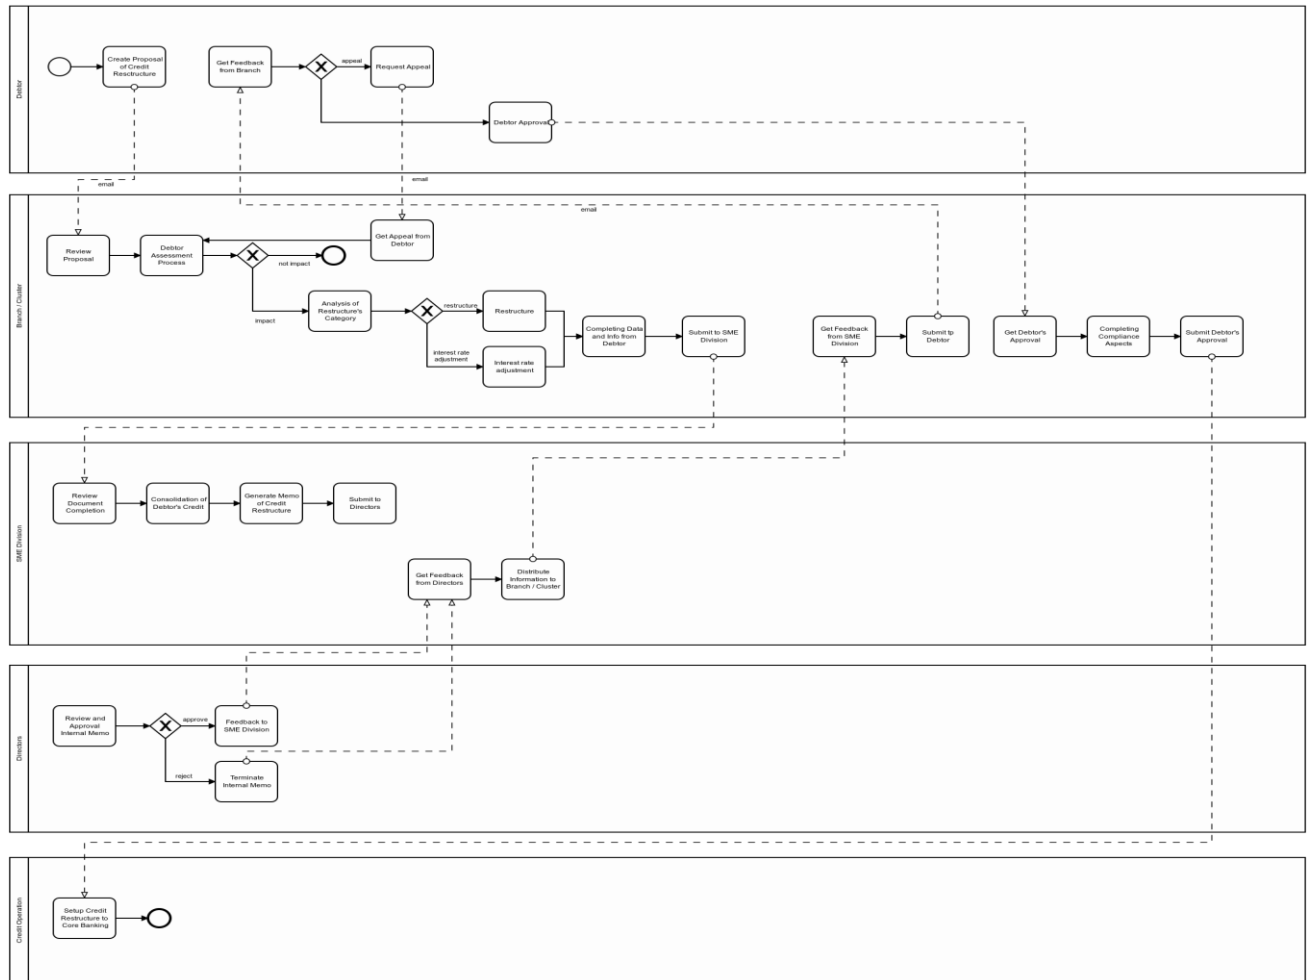 Debtor
Create Proposal
of Credit
Resctructure
Get Feedback
from Branch
appeal
Request Appeal
Debtor Approval
email
email
email
Branch / Cluster
Review
Proposal
Debtor
Assessment
Process
not impact
Get Appeal from
Debtor
impact
Analysis of
Restructure's
Category
restructure
Restructure
interest rate
adjustment
Interest rate
adjustment
Completing Data
and Info from
Debtor
Submit to SME
Division
Get Feedback
from SME
Division
Submit tp
Debtor
Get Debtor's
Approval
Completing
Compliance
Aspects
Submit Debtor's
Approval
SME Division
Review
Document
Completion
Consolidation of
Debtor's Credit
Generate Memo
of Credit
Restructure
Submit to
Directors
Get Feedback
from Directors
Distribute
Information to
Branch / Cluster
Directors
Review and
Approval
Internal Memo
approve
Feedback to
SME Division
reject
Terminate
Internal Memo
Credit Operation
Setup Credit
Restructure to
Core Banking